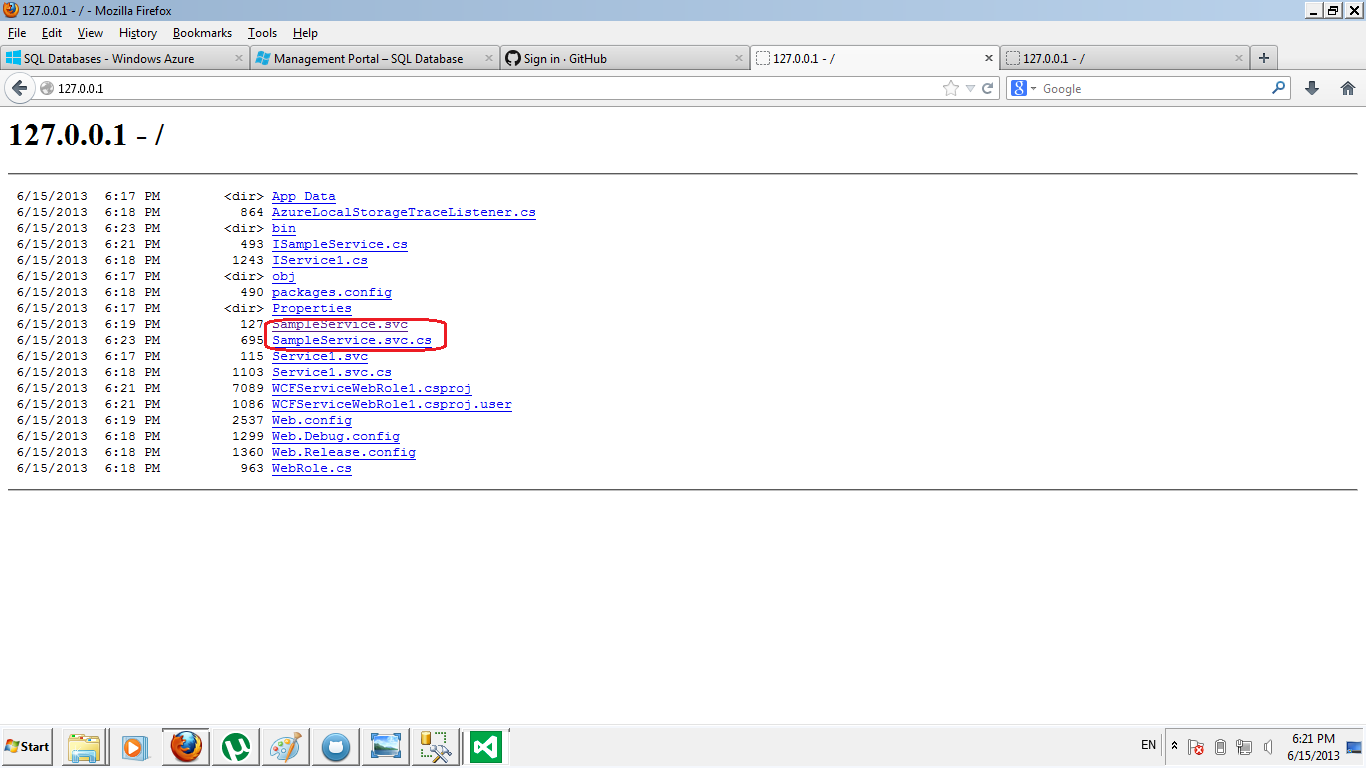 127.0.0.1 - / - Mozilla Firefox
File Edit View History Bookmarks Tools Help
SQL Databases - Windows Azure Management Portal – SQL Database Sign in · GitHub 127.0.0.1 - / 127.0.0.1 - /
127.0.0.1 Google
127.0.0.1 - /
6/15/2013 6:17 PM <dir> App Data
6/15/2013 6:18 PM 864 AzureLocalStorageTraceListener.cs
6/15/2013 6:23 PM <dir> bin
6/15/2013 6:21 PM 493 ISampleService.cs
6/15/2013 6:18 PM 1243 IService1.cs
6/15/2013 6:17 PM <dir> obj
6/15/2013 6:18 PM 490 packages.config
6/15/2013 6:17 PM <dir> Properties
6/15/2013 6:19 PM 127 SampleService.svc
6/15/2013 6:23 PM 695 SampleService.svc.cs
6/15/2013 6:17 PM 115 Service1.svc
6/15/2013 6:18 PM 1103 Service1.svc.cs
6/15/2013 6:21 PM 7089 WCFServiceWebRole1.csproj
6/15/2013 6:21 PM 1086 WCFServiceWebRole1.csproj.user
6/15/2013 6:19 PM 2537 Web.config
6/15/2013 6:18 PM 1299 Web.Debug.config
6/15/2013 6:18 PM 1360 Web.Release.config
6/15/2013 6:18 PM 963 WebRole.cs
Start EN 6:21 PM
6/15/2013